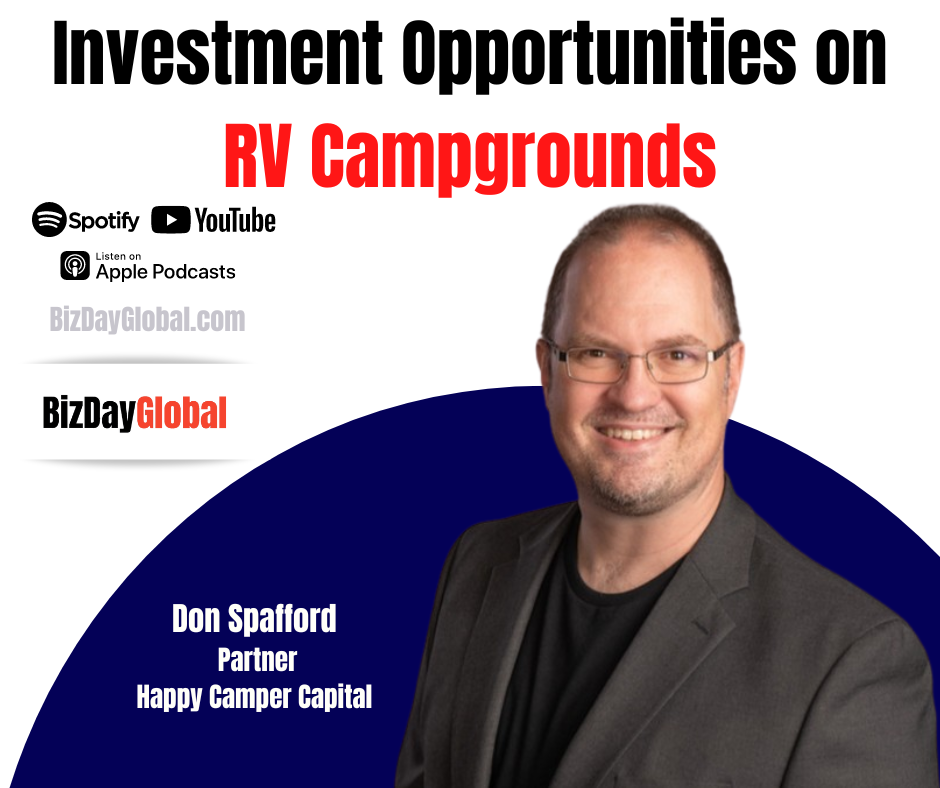 Investment Opportunities on
RV Campgrounds
Spotify YouTube
Listen on
Apple Podcasts
BizDayGlobal.com
BizDayGlobal
Don Spafford
Partner
Happy Camper Capital